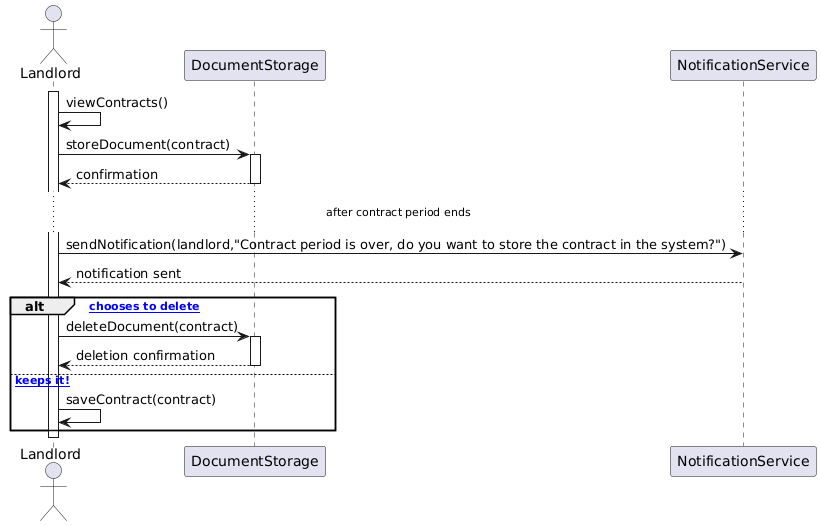 Landlord
DocumentStorage
NotificationService
viewContracts()
storeDocument(contract)
confirmation
after contract period ends
sendNotification(landlord,"Contract period is over, do you want to store the contract in the system?")
notification sent
alt chooses to delete
deleteDocument(contract)
deletion confirmation
keeps it!
saveContract(contract)
Landlord
DocumentStorage
NotificationService